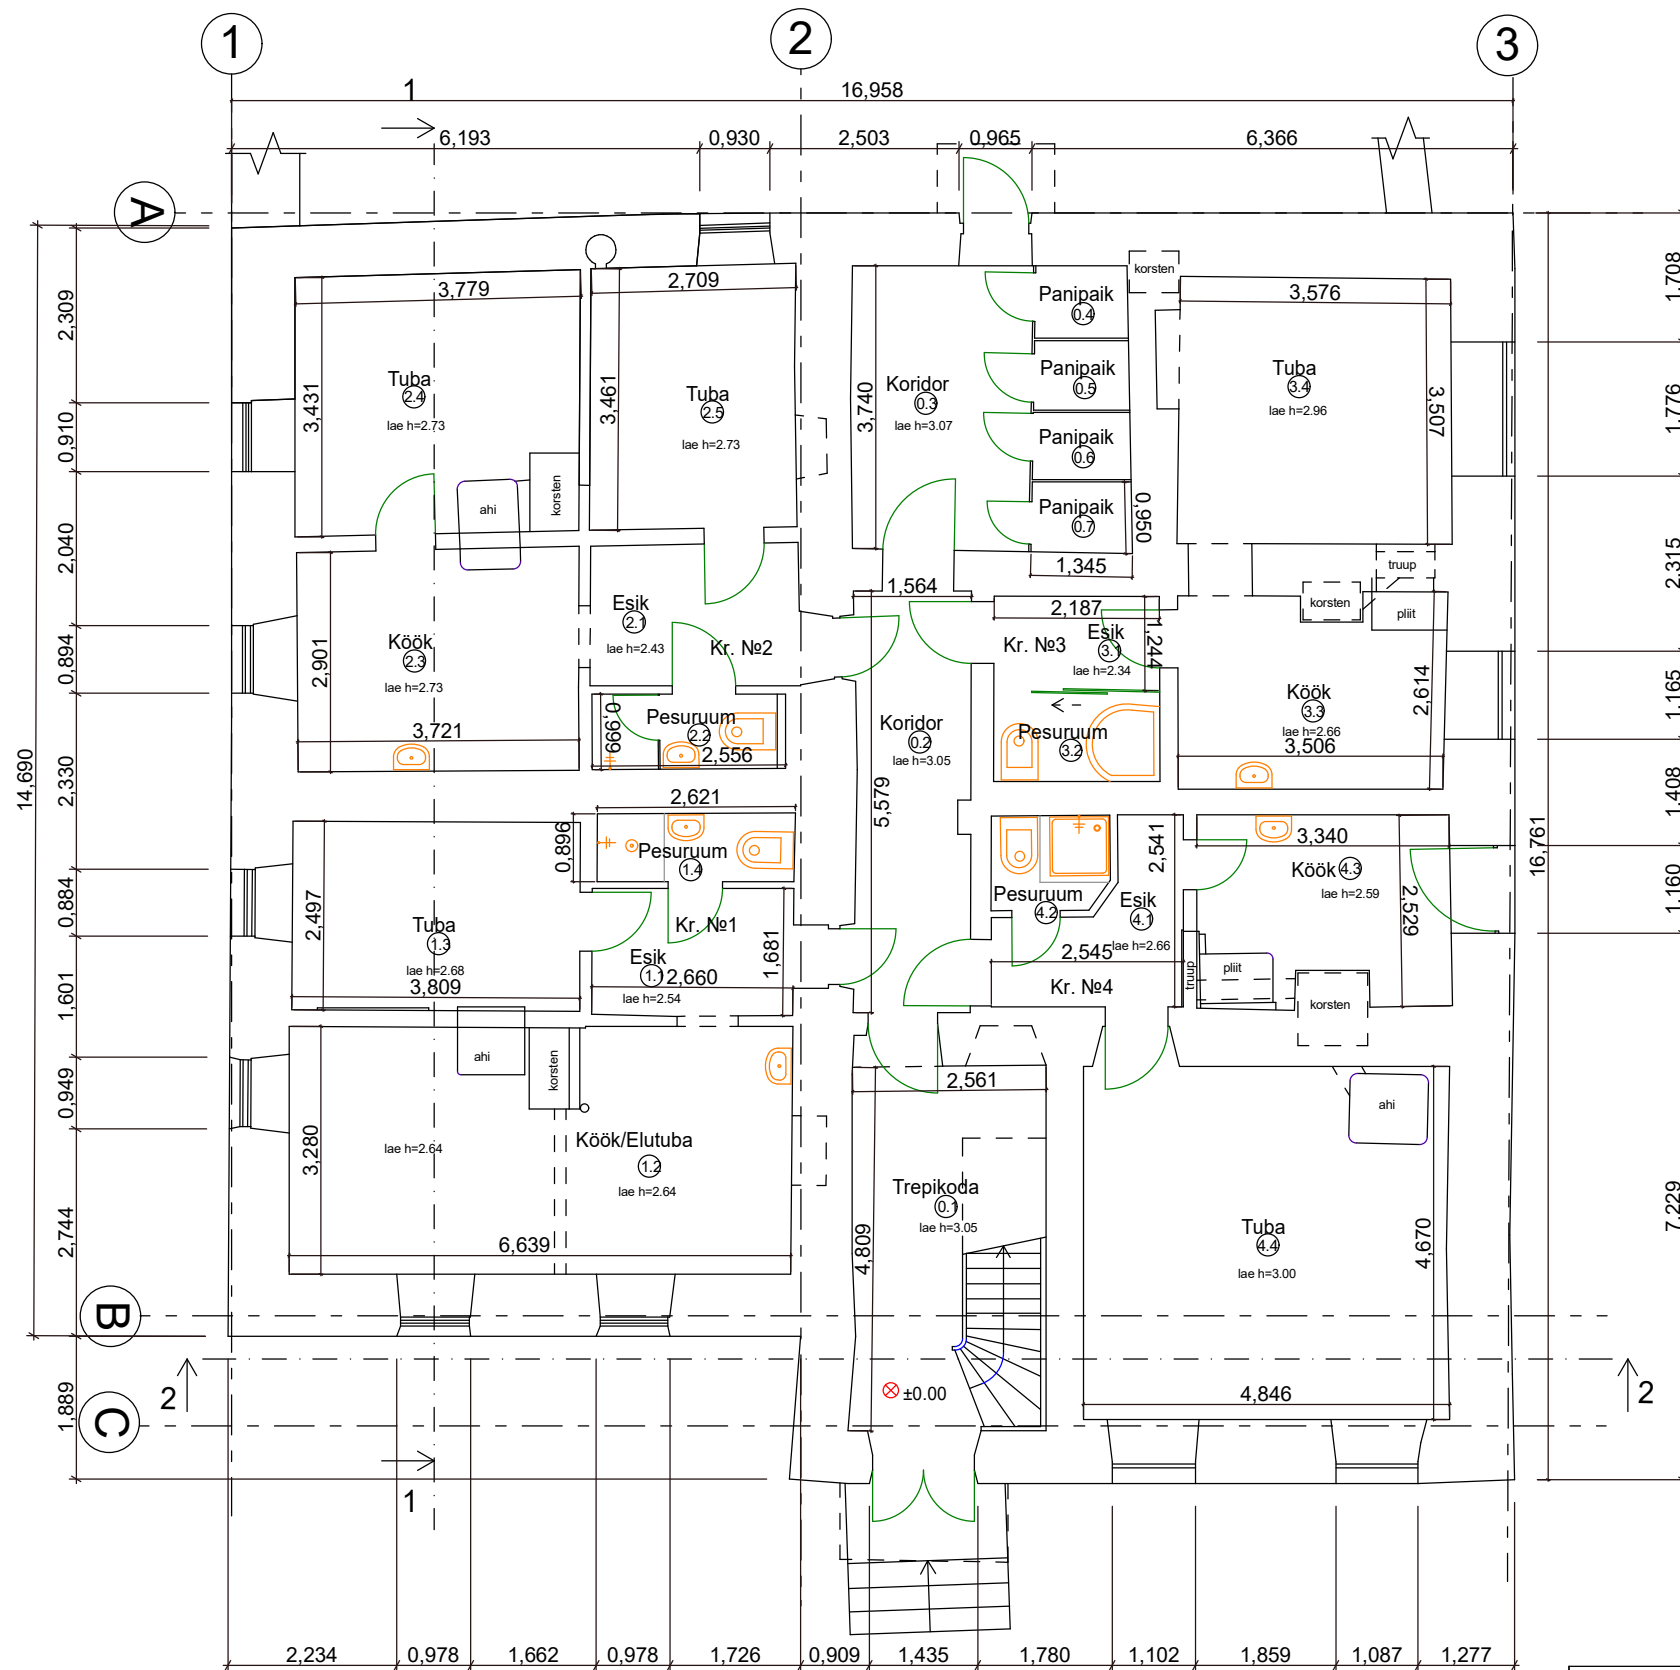 1
2
3
1
16,958
6,193
0,930
2,503
0,965
6,366
A
14,690
2,309
0,910
2,040
0,894
2,330
0,884
1,601
0,949
2,744
1,889
3,779
3,431
Tuba
2.4
lae h=2.73
ahi
korsten
2,709
3,461
Tuba
2.5
lae h=2.73
3,740
Koridor
0.3
lae h=3.07
Panipaik
0.4
Panipaik
0.5
Panipaik
0.6
Panipaik
0.7
0,950
1,345
korsten
3,576
Tuba
3.4
lae h=2.96
3,507
1,708
1,776
2,315
1,165
1,408
1,160
7,229
16,761
2,901
Köök
2.3
lae h=2.73
3,721
Esik
2.1
lae h=2.43
Kr. №2
0,999
Pesuruum
2.2
2,556
1,564
Koridor
0.2
lae h=3.05
5,579
2,187
Kr. №3
Esik
3.1
lae h=2.34
1,244
Pesuruum
3.2
truup
korsten
pliit
Köök
3.3
lae h=2.66
3,506
2,614
2,621
0,896
Pesuruum
1.4
2,497
Tuba
1.3
lae h=2.68
3,809
Kr. №1
Esik
1.1
2,660
lae h=2.54
1,681
Pesuruum
4.2
2,541
Esik
4.1
lae h=2.66
2,545
Kr. №4
3,340
Köök
4.3
lae h=2.59
2,529
truup
pliit
korsten
ahi
korsten
3,280
lae h=2.64
Köök/Elutuba
1.2
lae h=2.64
6,639
2,561
Trepikoda
0.1
lae h=3.05
4,809
±0.00
ahi
Tuba
4.4
lae h=3.00
4,670
4,846
B
2
2
C
1
2,234
0,978
1,662
0,978
1,726
0,909
1,435
1,780
1,102
1,859
1,087
1,277